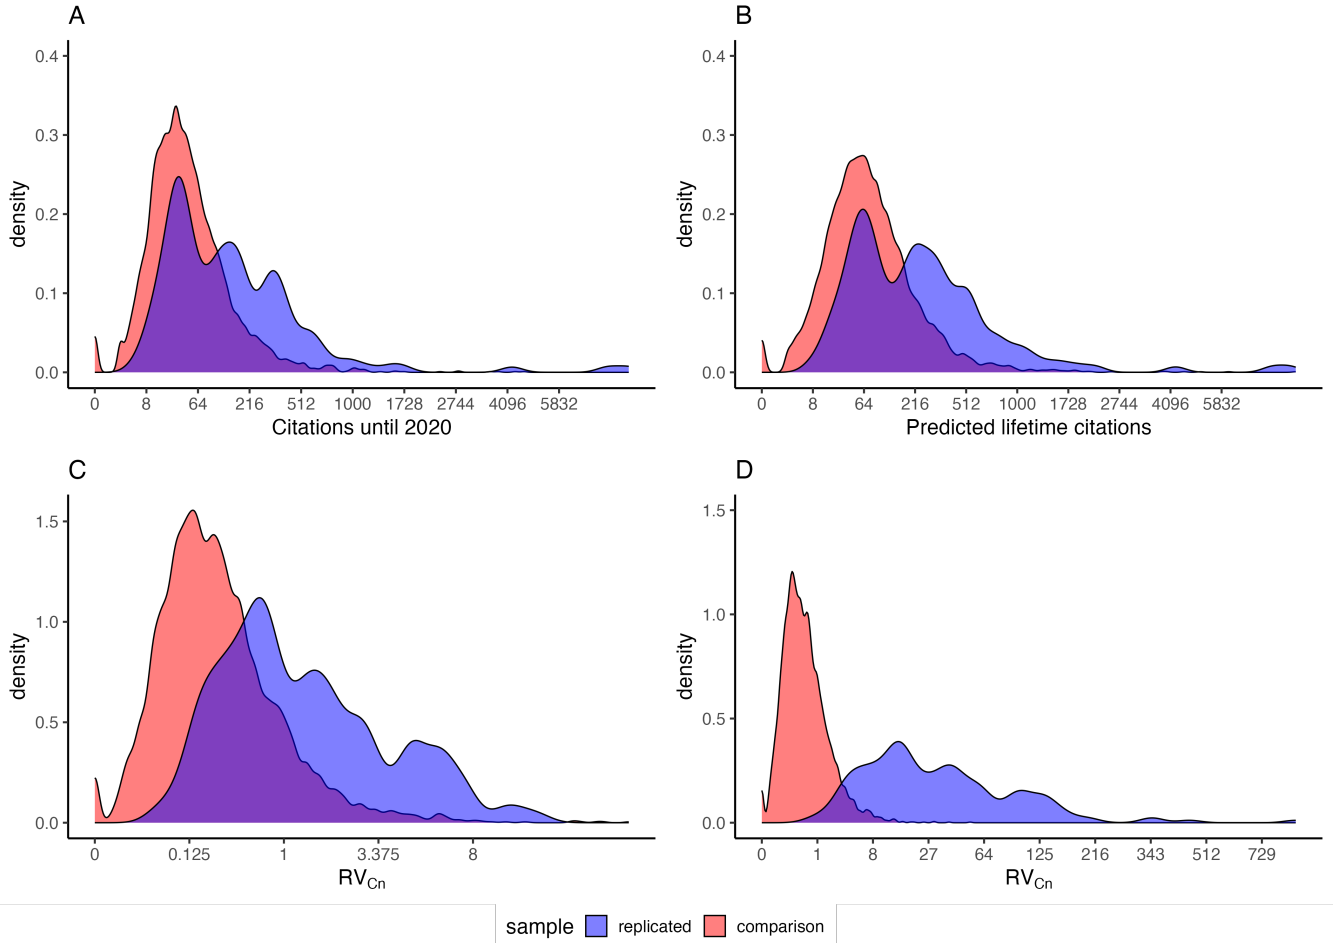 A
0.4
0.3
0.2
0.1
0.0
density
0 8 64 216 512 1000 1728 2744 4096 5832
Citations until 2020
B
0.4
0.3
0.2
0.1
0.0
density
0 8 64 216 512 1000 1728 2744 4096 5832
Predicted lifetime citations
C
1.5
1.0
0.5
0.0
density
0 0.125 1 3.375 8
RVCn
D
1.5
1.0
0.5
0.0
density
0 1 8 27 64 125 216 343 512 729
RVCn
sample replicated comparison